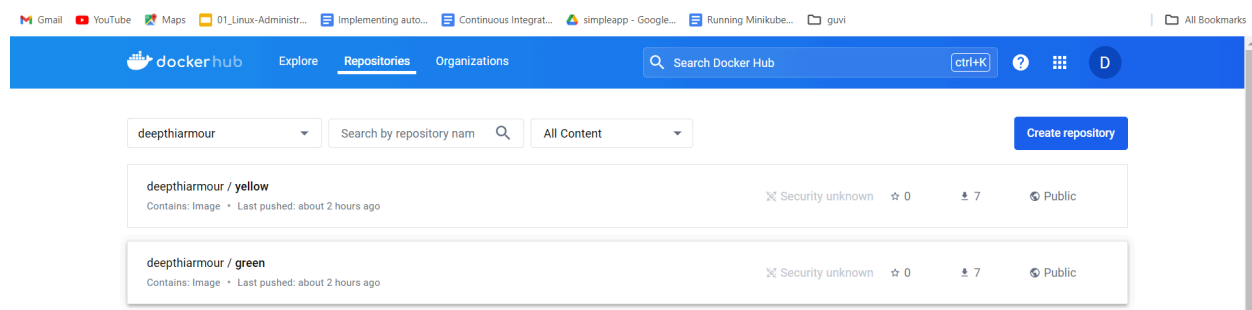 Gmail YouTube Maps 01_Linux-Administr... Implementing auto... Continuous Integrat... simpleapp - Google... Running Minikube... guvi All Bookmarks
dockerhub Explore Repositories Organizations Search Docker Hub ctrl+K ? D
deepthiarmour Search by repository nam All Content Create repository
deepthiarmour / yellow
Contains: Image • Last pushed: about 2 hours ago
Security unknown 0 7 Public
deepthiarmour / green
Contains: Image • Last pushed: about 2 hours ago
Security unknown 0 7 Public